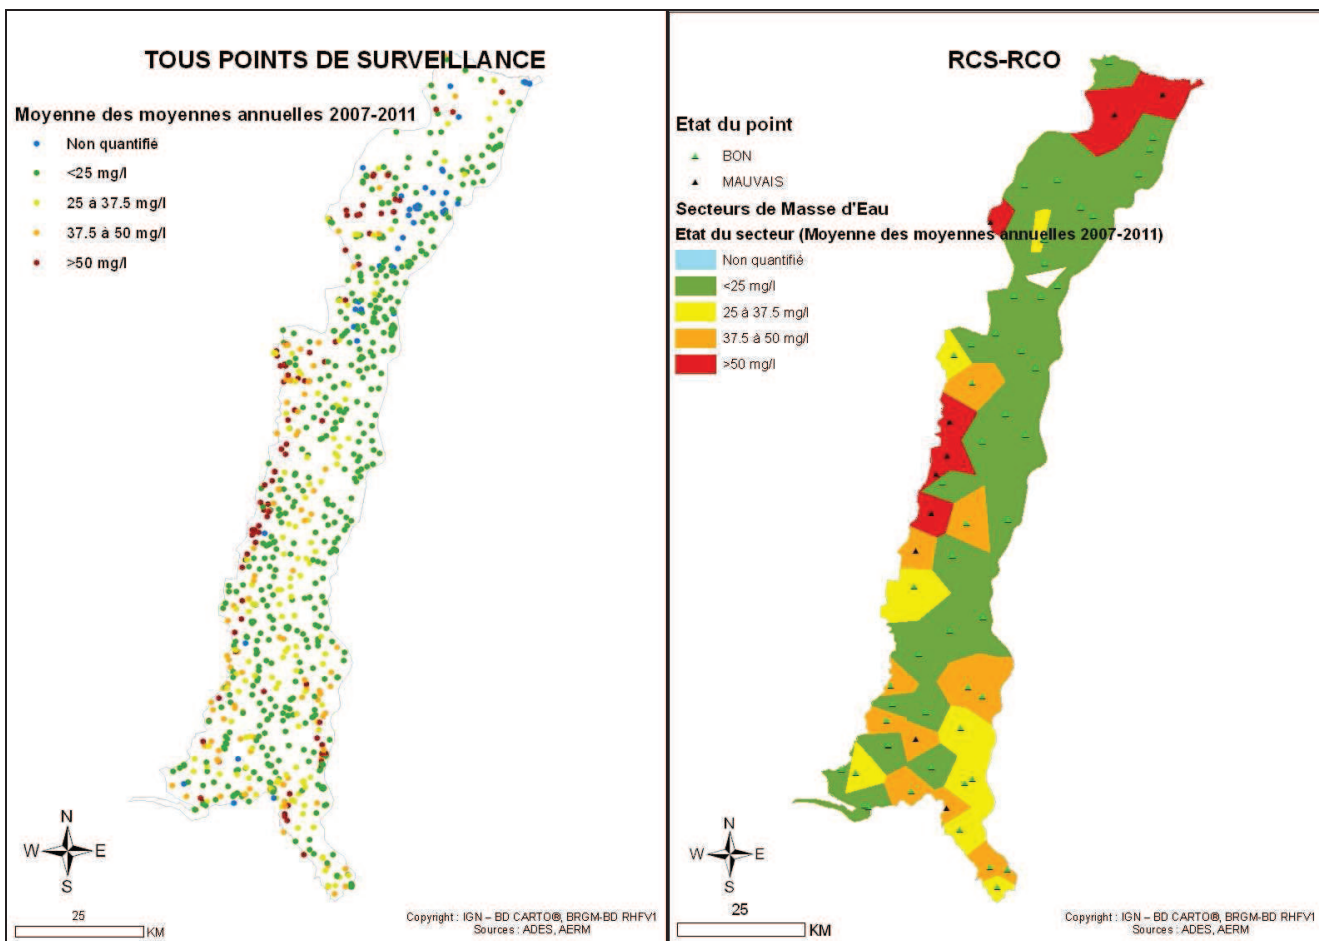 TOUS POINTS DE SURVEILLANCE
Moyenne des moyennes annuelles 2007-2011
Non quantifié
<25 mg/l
25 à 37.5 mg/l
37.5 à 50 mg/l
>50 mg/l
N
W E
S
25
KM
Copyright : IGN – BD CARTO®, BRGM-BD RHFV1
Sources : ADES, AERM
RCS-RCO
Etat du point
BON
MAUVAIS
Secteurs de Masse d'Eau
Etat du secteur (Moyenne des moyennes annuelles 2007-2011)
Non quantifié
<25 mg/l
25 à 37.5 mg/l
37.5 à 50 mg/l
>50 mg/l
N
W E
S
25
KM
Copyright : IGN – BD CARTO®, BRGM-BD RHFV1
Sources : ADES, AERM